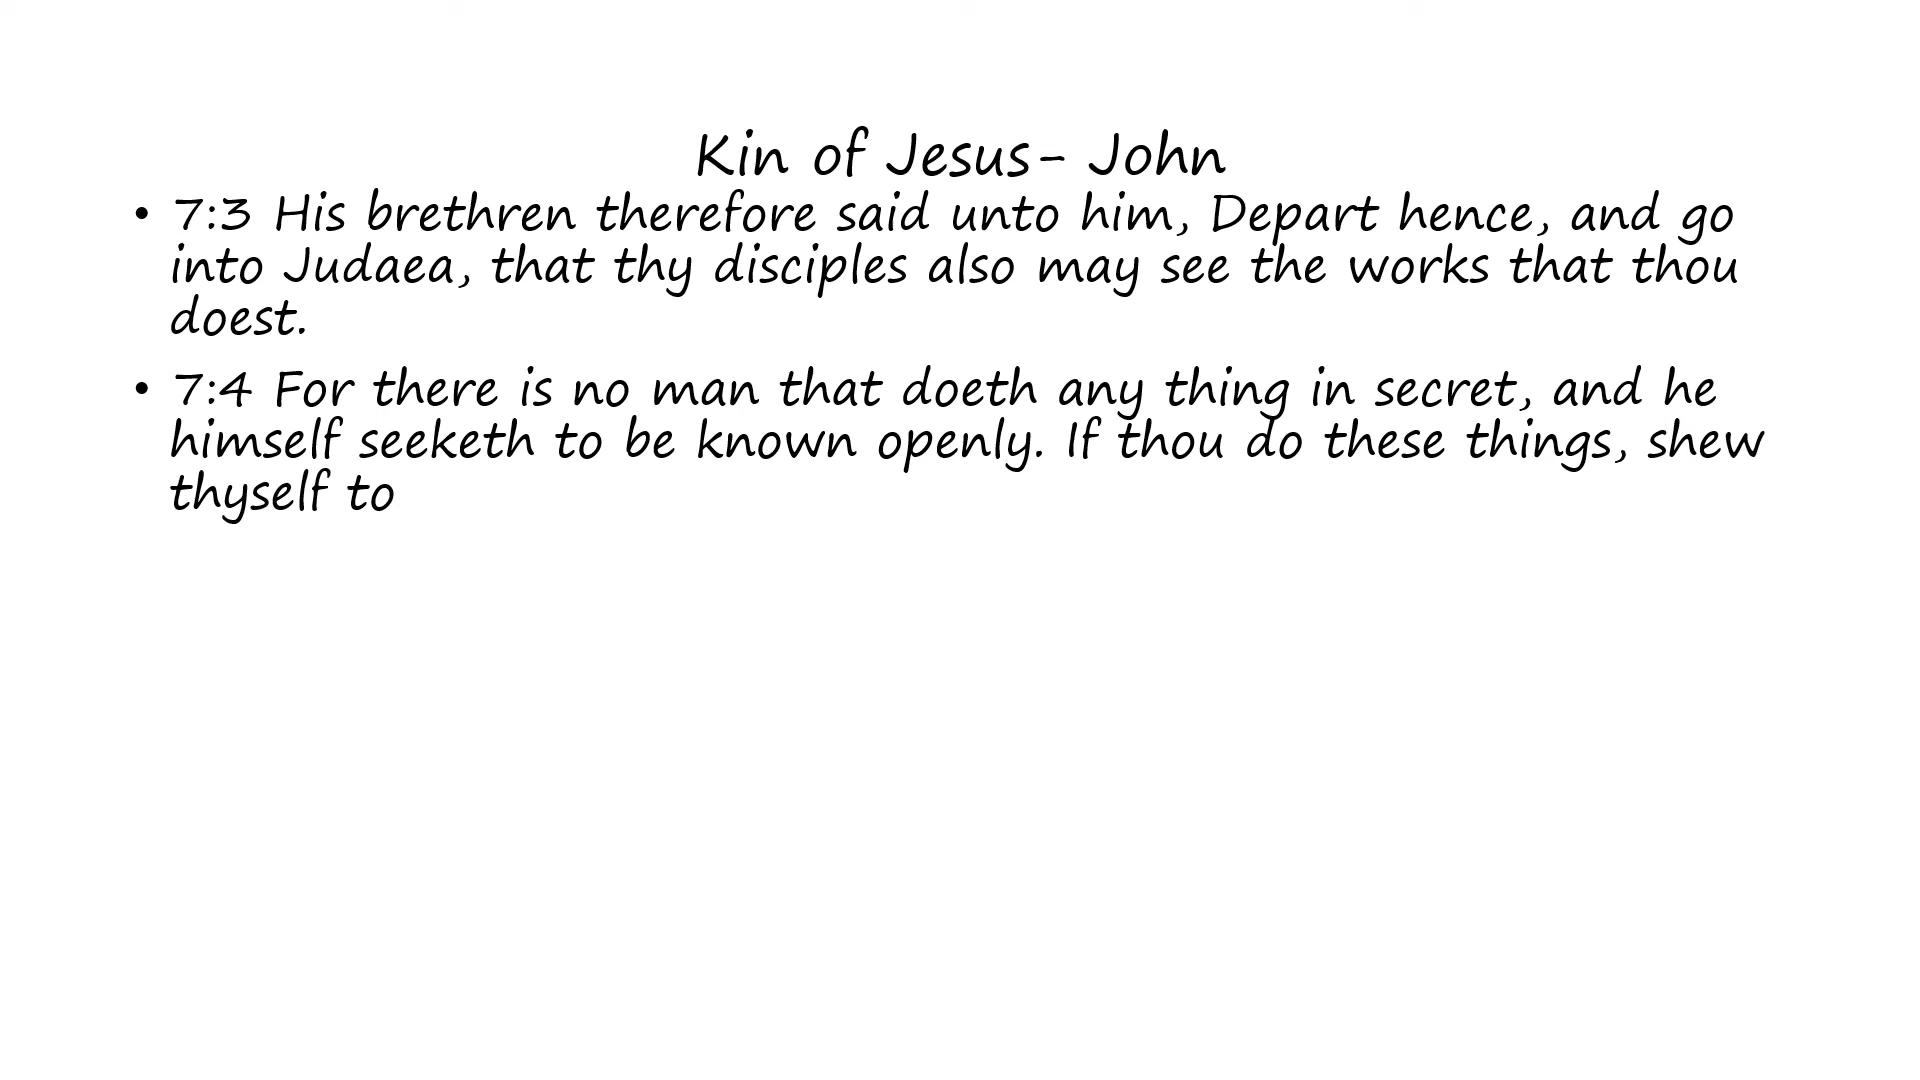 Kin of Jesus- John
• 7:3 His brethren therefore said unto him, Depart hence, and go
into Judaea, that thy disciples also may see the works that thou
doest.
• 7:4 For there is no man that doeth any thing in secret, and he
himself seeketh to be known openly. If thou do these things, shew
thyself to